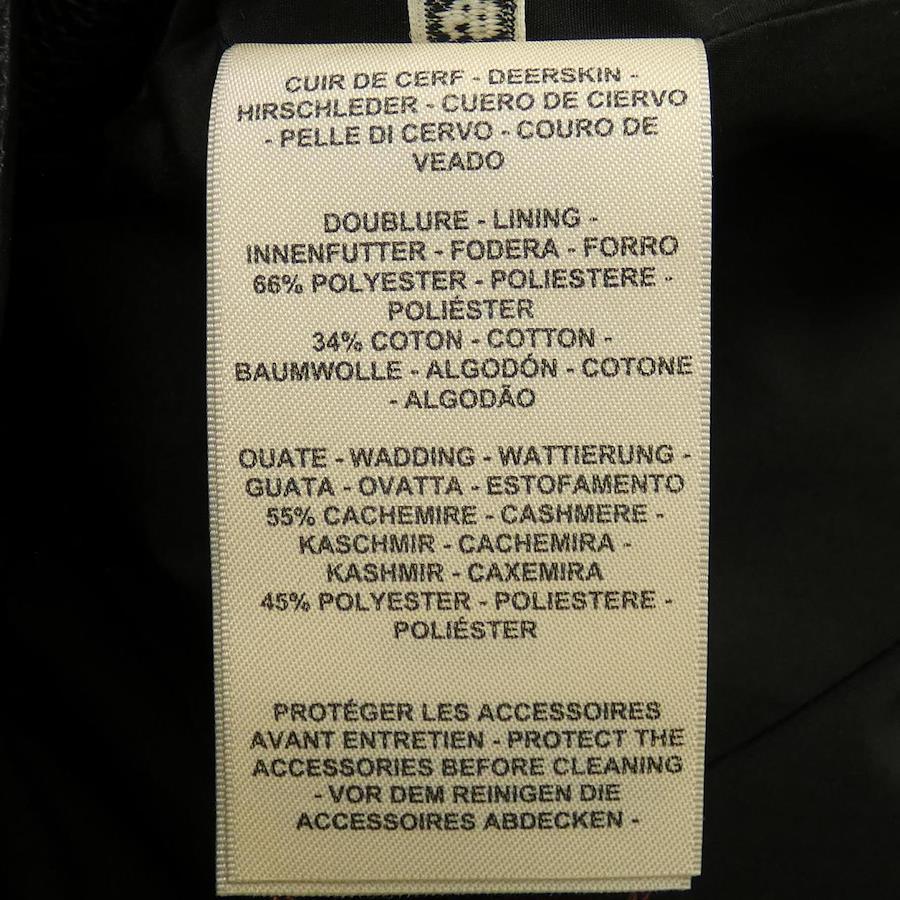 CUIR DE CERF - DEERSKIN -
HIRSCHLEDER - CUERO DE CIERVO
- PELLE DI CERVO - COURO DE
VEADO
DOUBLURE - LINING -
INNENFUTTER - FODERA - FORRO
66% POLYESTER - POLIESTERE -
POLIÉSTER
34% COTON - COTTON -
BAUMWOLLE - ALGODÓN - COTONE
- ALGODÃO
OUATE - WADDING - WATTIERUNG -
GUATA - OVATTA - ESTOFAMENTO
55% CACHEMIRE - CASHMERE -
KASCHMIR - CACHEMIRA -
KASHMIR - CAXEMIRA
45% POLYESTER - POLIESTERE -
POLIÉSTER
PROTÉGER LES ACCESSOIRES
AVANT ENTRETIEN - PROTECT THE
ACCESSORIES BEFORE CLEANING
- VOR DEM REINIGEN DIE
ACCESSOIRES ABDECKEN -